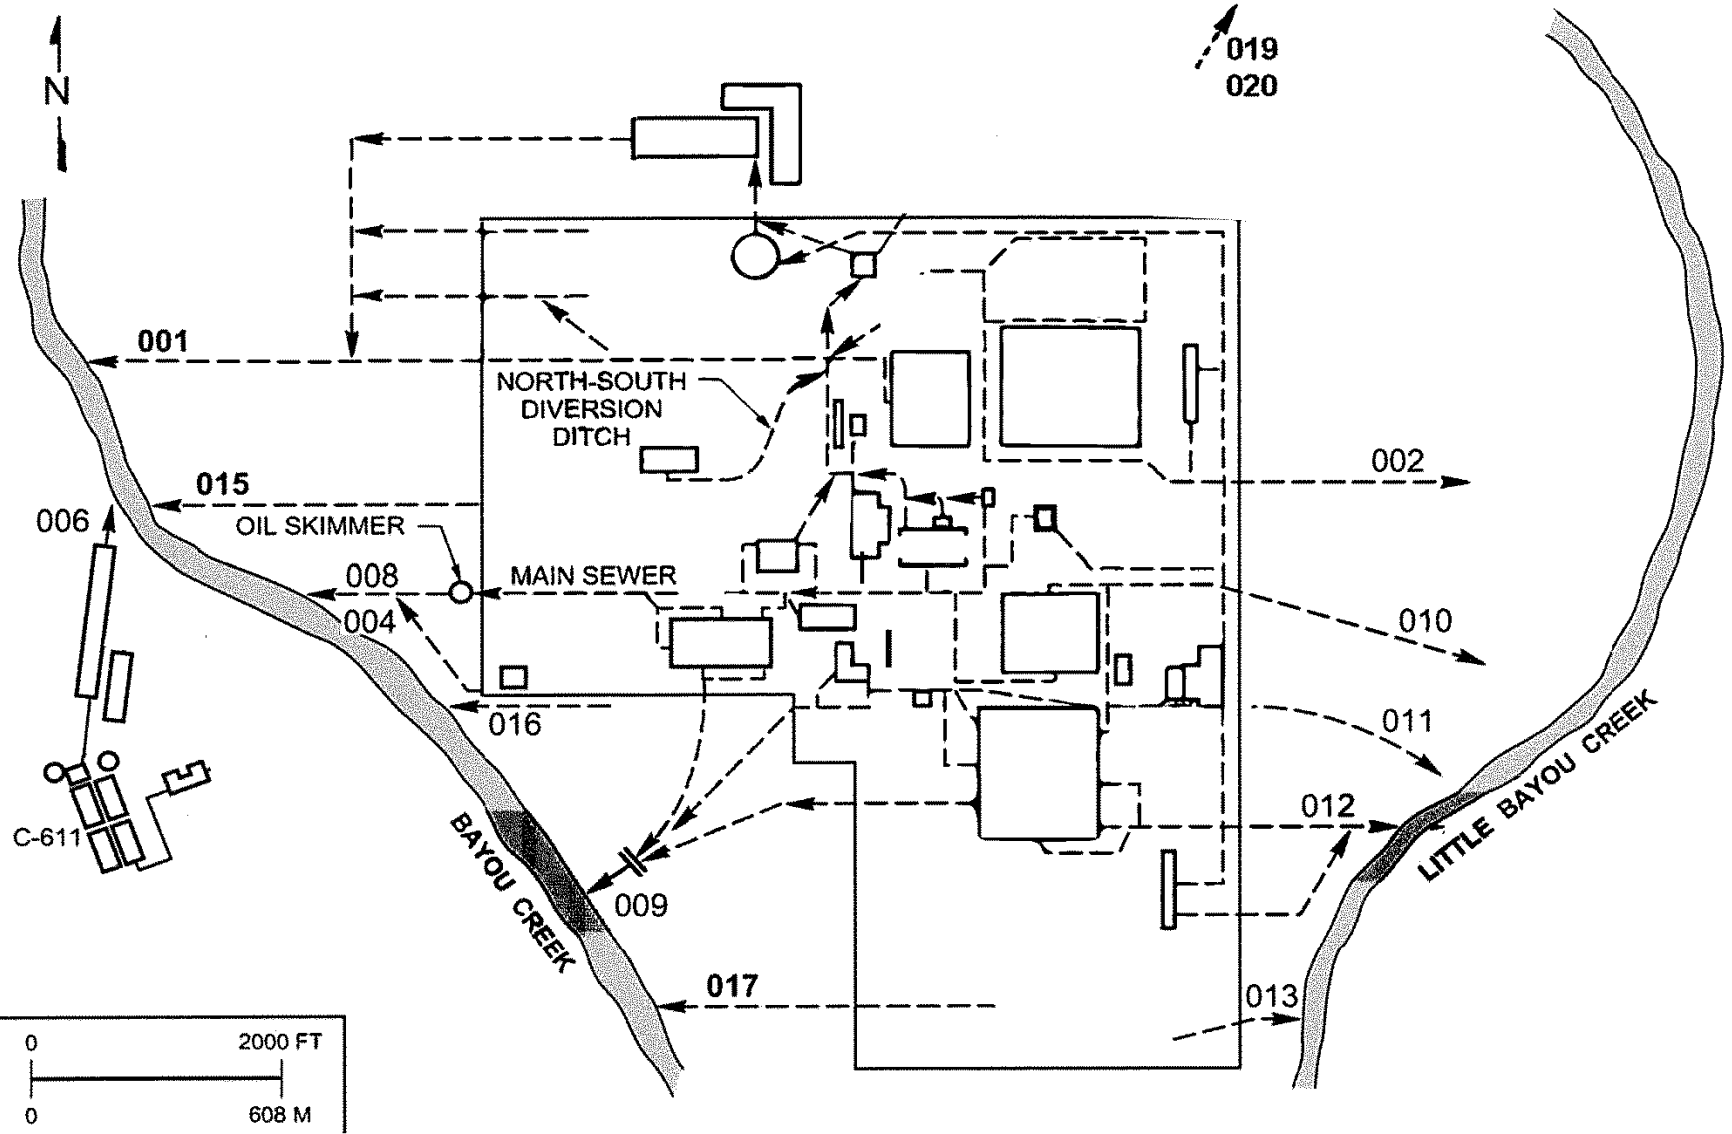 019
020
N
001
NORTH-SOUTH
DIVERSION
DITCH
002
015
006
OIL SKIMMER
008
MAIN SEWER
004
010
016
011
C-611
012
BAYOU CREEK
LITTLE BAYOU CREEK
009
017
013
0 2000 FT
0 608 M